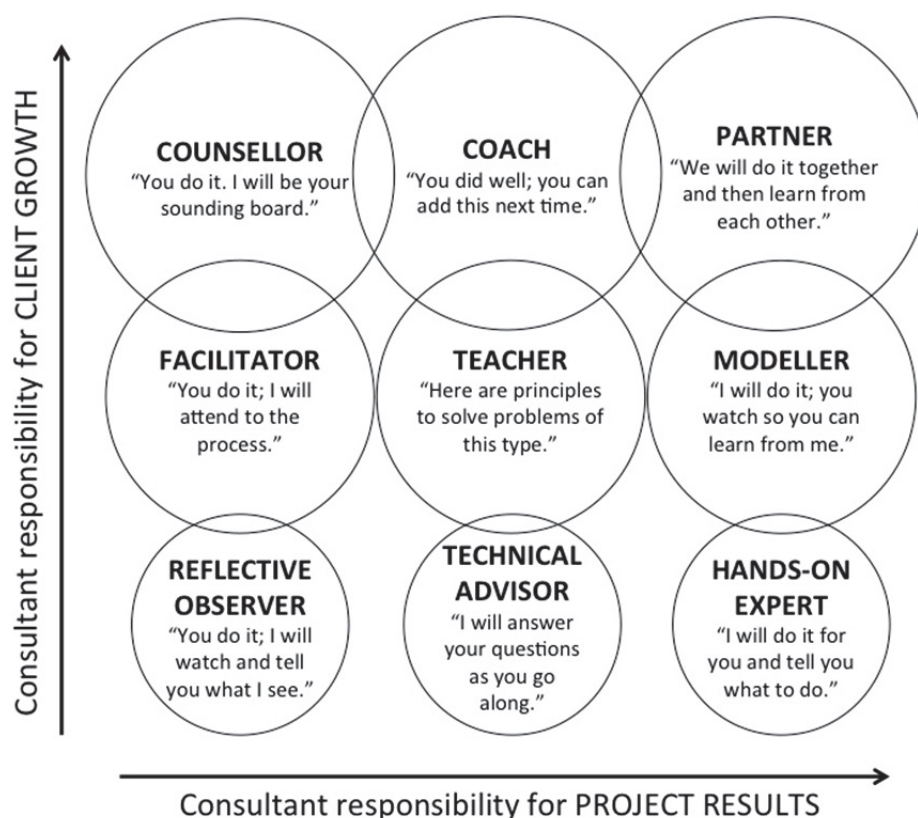 Consultant responsibility for CLIENT GROWTH
COUNSELLOR
“You do it. I will be your
sounding board.”
COACH
“You did well; you can
add this next time.”
PARTNER
“We will do it together
and then learn from
each other.”
FACILITATOR
“You do it; I will
attend to the
process.”
TEACHER
“Here are principles
to solve problems of
this type.”
MODELLER
“I will do it; you
watch so you can
learn from me.”
REFLECTIVE
OBSERVER
“You do it; I will
watch and tell
you what I see.”
TECHNICAL
ADVISOR
“I will answer
your questions
as you go
along.”
HANDS-ON
EXPERT
“I will do it for
you and tell you
what to do.”
Consultant responsibility for PROJECT RESULTS